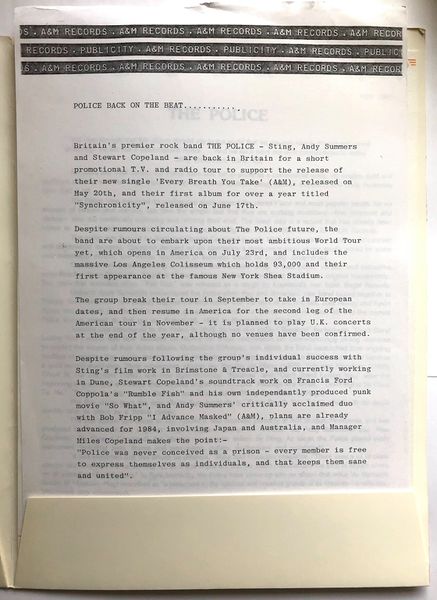 DS . A&M RECORDS . A&M RECORDS . A&M RECORDS . A&M RECORDS . A&M RECOR
RECORDS . PUBLICITY . A&M RECORDS . PUBLICITY . A&M RECORDS . PUBLIC
S . A&M RECORDS . A&M RECORDS . A&M RECORDS . A&M RECORDS . A&M RECOR
POLICE BACK ON THE BEAT............
THE POLICE
Britain's premier rock band THE POLICE - Sting, Andy Summers
and Stewart Copeland - are back in Britain for a short
promotional T.V. and radio tour to support the release of
their new single 'Every Breath You Take' (A&M), released on
May 20th, and their first album for over a year titled
"Synchronicity", released on June 17th.
Despite rumours circulating about The Police future, the
band are about to embark upon their most ambitious World Tour
yet, which opens in America on July 23rd, and includes the
massive Los Angeles Colisseum which holds 93,000 and their
first appearance at the famous New York Shea Stadium.
The group break their tour in September to take in European
dates, and then resume in America for the second leg of the
American tour in November - it is planned to play U.K. concerts
at the end of the year, although no venues have been confirmed.
Despite rumours following the group's individual success with
Sting's film work in Brimstone & Treacle, and currently working
in Dune, Stewart Copeland's soundtrack work on Francis Ford
Coppola's "Rumble Fish" and his own independantly produced punk
movie "So What", and Andy Summers' critically acclaimed duo
with Bob Fripp "I Advance Masked" (A&M), plans are already
advanced for 1984, involving Japan and Australia, and Manager
Miles Copeland makes the point:-
"Police was never conceived as a prison - every member is free
to express themselves as individuals, and that keeps them sane
and united".